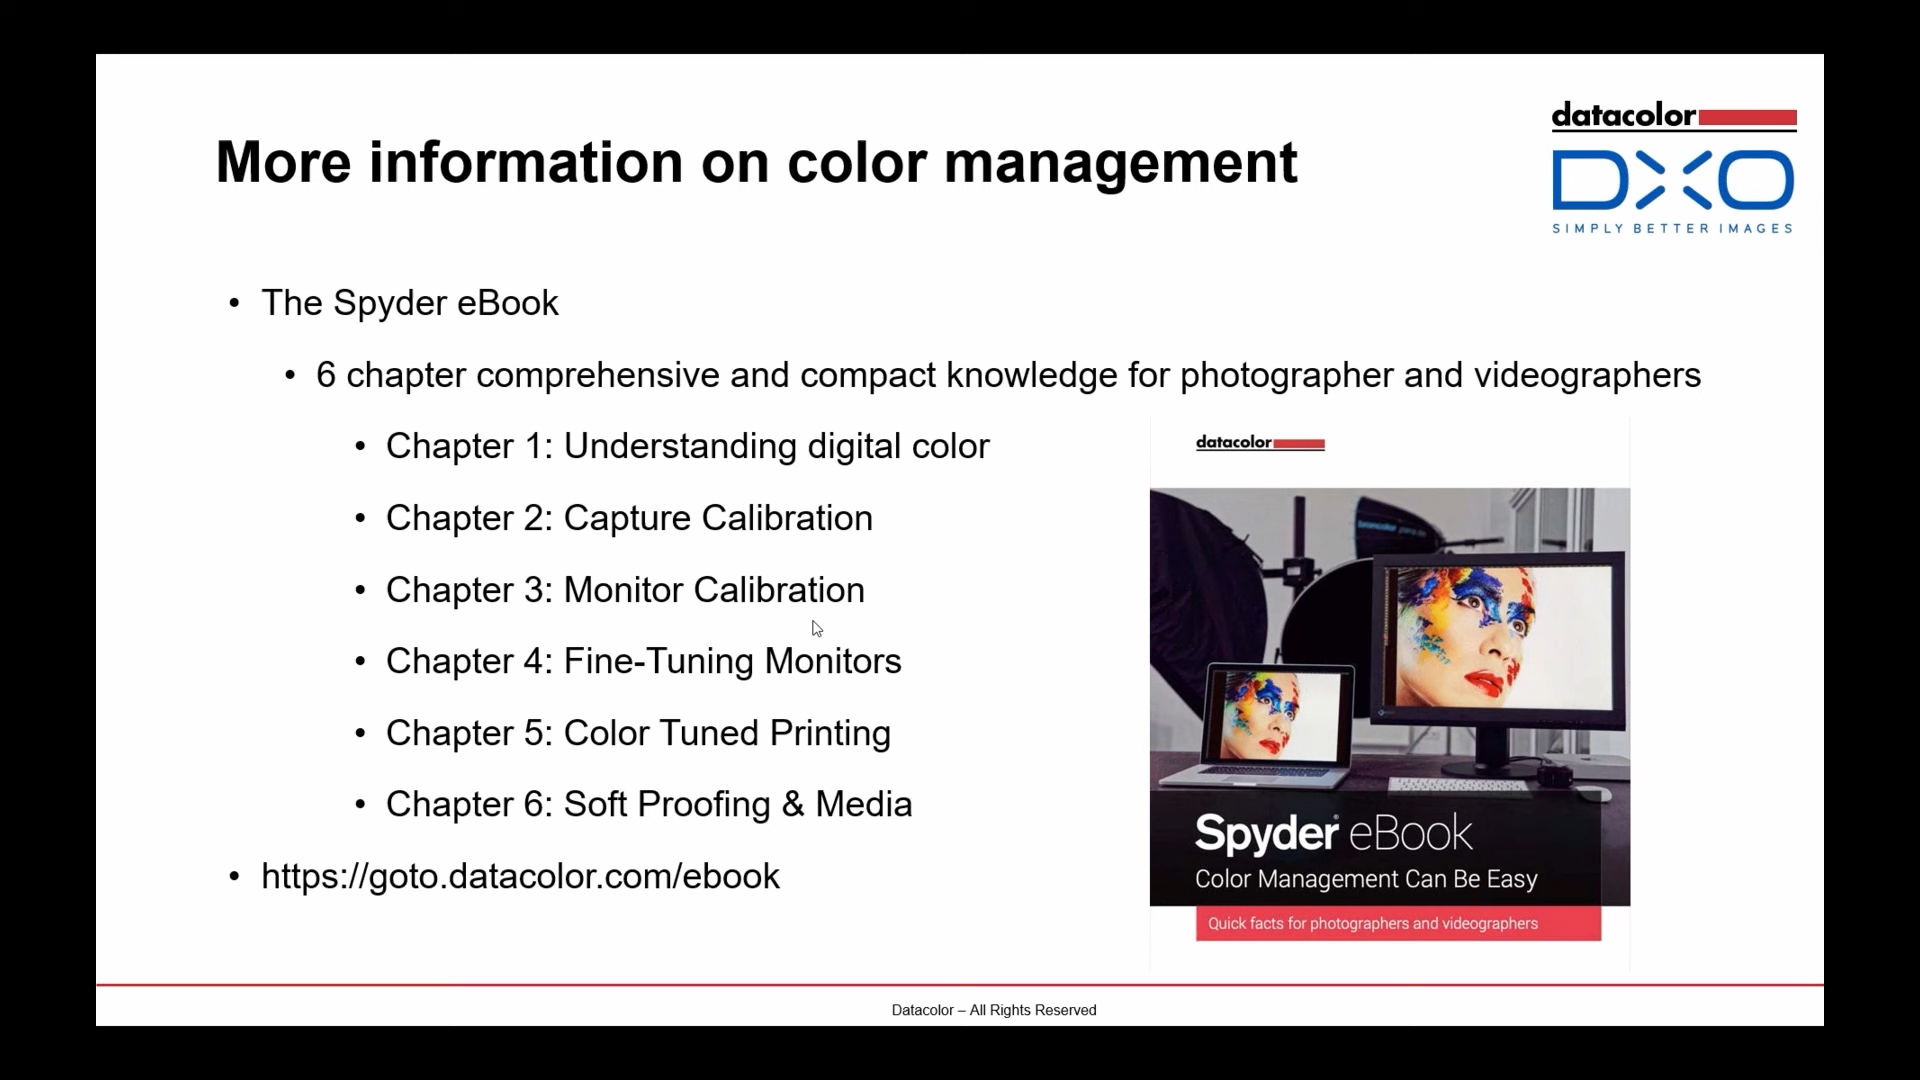 datacolor
More information on color management
DXO
SIMPLY BETTER IMAGES
• The Spyder eBook
• 6 chapter comprehensive and compact knowledge for photographer and videographers
• Chapter 1: Understanding digital color
• Chapter 2: Capture Calibration
• Chapter 3: Monitor Calibration
• Chapter 4: Fine-Tuning Monitors
• Chapter 5: Color Tuned Printing
• Chapter 6: Soft Proofing & Media
• https://goto.datacolor.com/ebook
datacolor
Spyder® eBook
Color Management Can Be Easy
Quick facts for photographers and videographers
Datacolor – All Rights Reserved